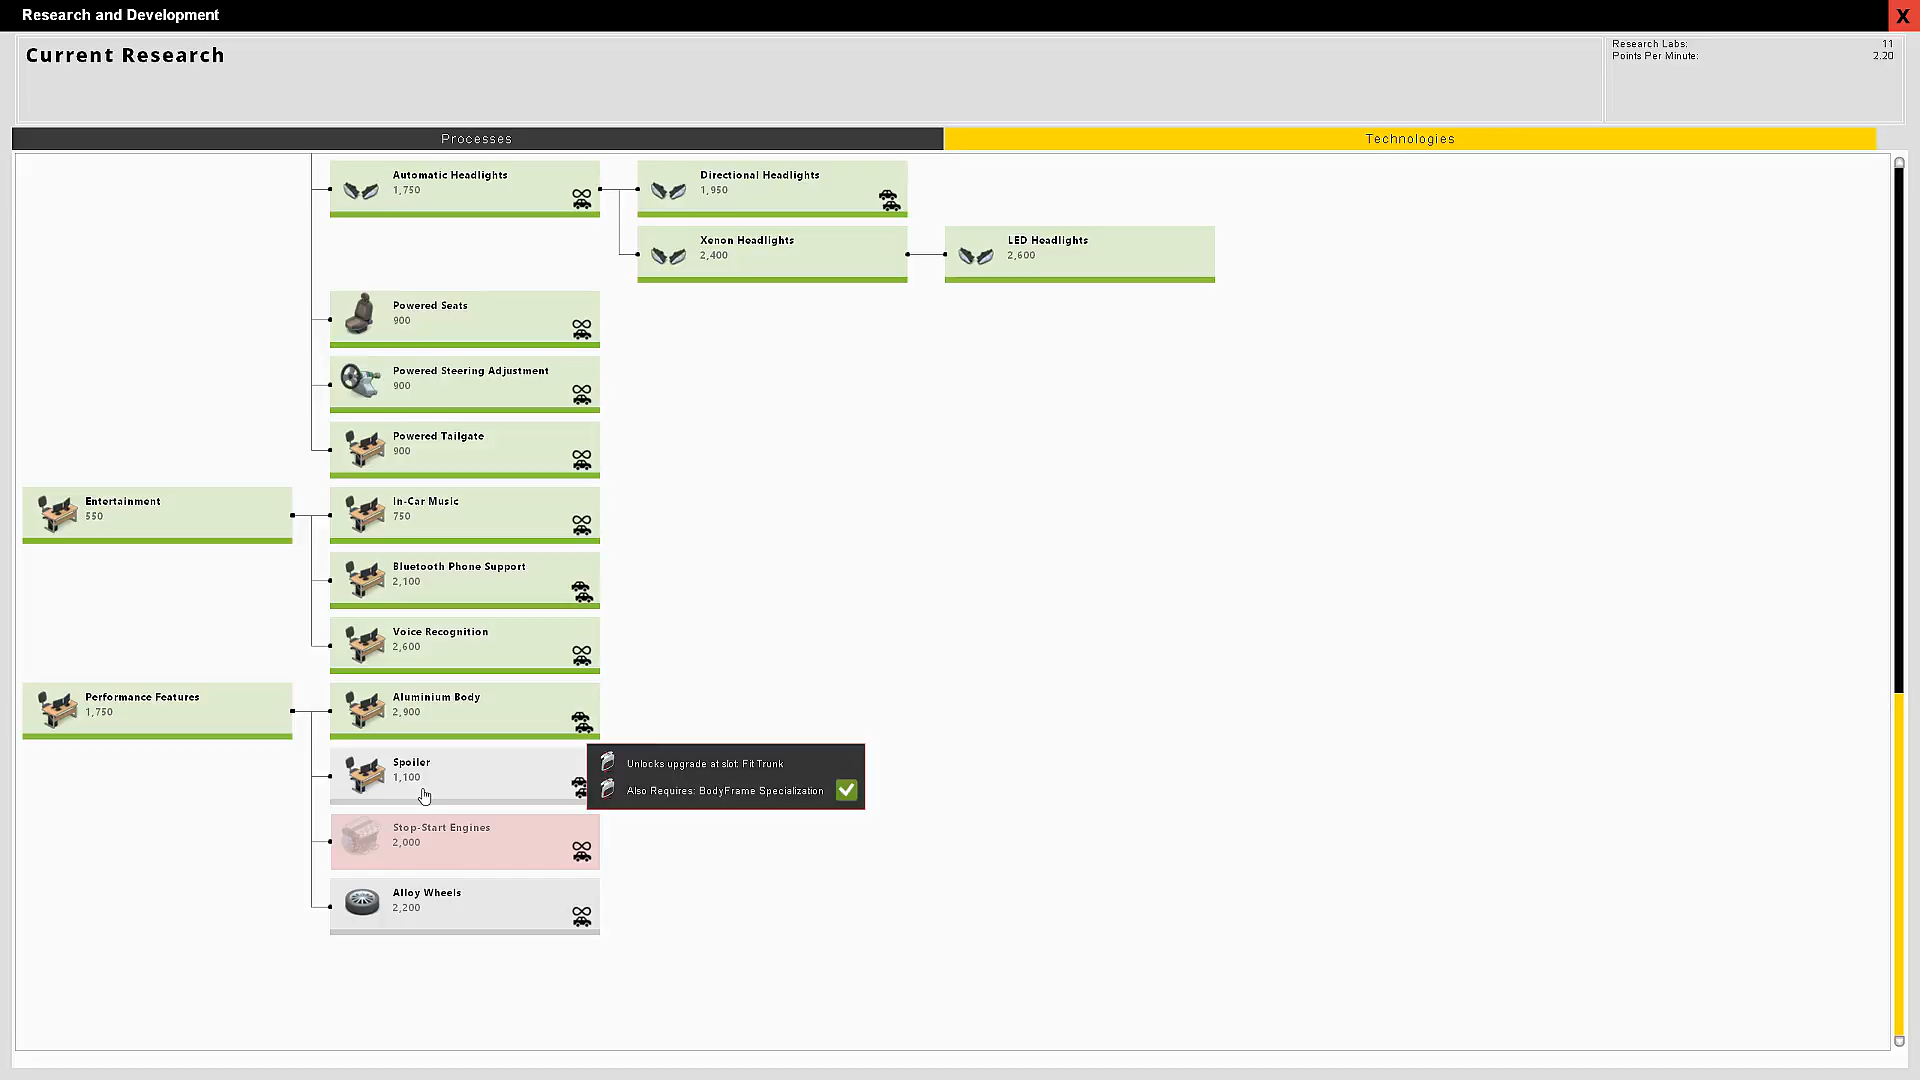 Research and Development
X
Current Research
Research Labs: 11
Points Per Minute: 2.20
Processes
Technologies
Automatic Headlights
1,750
Directional Headlights
1,950
Xenon Headlights
2,400
LED Headlights
2,600
Powered Seats
900
Powered Steering Adjustment
900
Powered Tailgate
900
Entertainment
550
In-Car Music
750
Bluetooth Phone Support
2,100
Voice Recognition
2,600
Performance Features
1,750
Aluminium Body
2,900
Spoiler
1,100
Unlocks upgrade at slot: Fit Trunk
Also Requires: Body Frame Specialization
Stop-Start Engines
2,000
Alloy Wheels
2,200